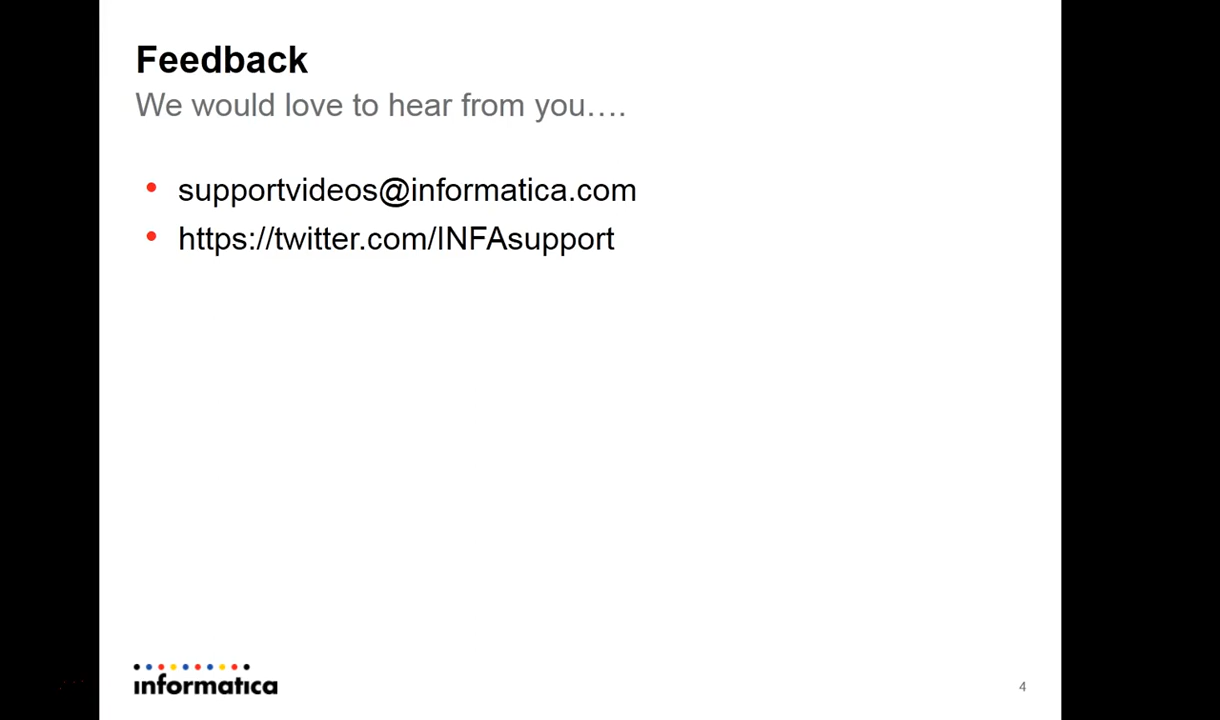 Feedback
We would love to hear from you….
• supportvideos@informatica.com
• https://twitter.com/INFAsupport
informatica
4